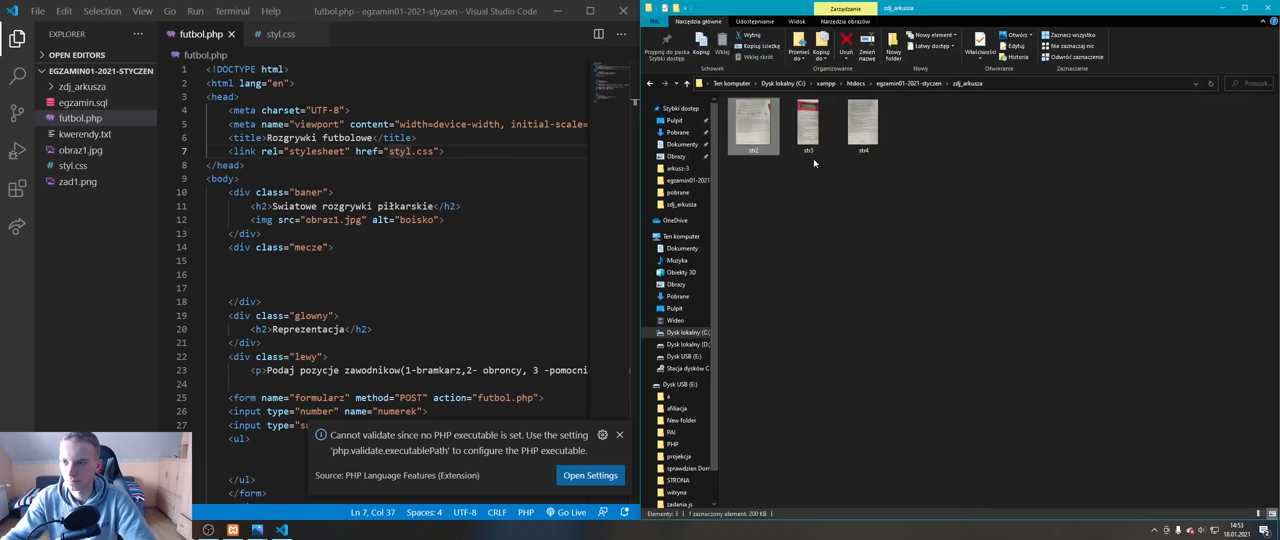 File Edit Selection View Go Run Terminal futbol.php - egzamin01-2021-styczen - Visual Studio Code
EXPLORER
OPEN EDITORS
EGZAMIN01-2021-STYCZEN
zdj_arkusza
egzamin.sql
futbol.php
kwerendy.txt
obraz1.jpg
styl.css
zad1.png
futbol.php styl.css
futbol.php
1 <!DOCTYPE html>
2 <html lang="en">
3 <head>
4 <meta charset="UTF-8">
5 <meta name="viewport" content="width=device-width, initial-scale=
6 <title>Rozgrywki futbolowe</title>
7 <link rel="stylesheet" href="styl.css">
8 </head>
9 <body>
10 <div class="baner">
11 <h2>Swiatowe rozgrywki piłkarskie</h2>
12 <img src="obraz1.jpg" alt="boisko">
13 </div>
14 <div class="mecze">
15
16
17
18 </div>
19 <div class="glowny">
20 <h2>Reprezentacja</h2>
21 </div>
22 <div class="lewy">
23 <p>Podaj pozycje zawodnikow(1-bramkarz,2- obroncy, 3 -pomocni
24
25 <form name="formularz" method="POST" action="futbol.php">
26 <input type="number" name="numerek">
27 <input type="su
<ul>
</ul>
</form>
Cannot validate since no PHP executable is set. Use the setting
'php.validate.executablePath' to configure the PHP executable.
Source: PHP Language Features (Extension)
Open Settings
Ln 7, Col 37 Spaces: 4 UTF-8 CRLF PHP Go Live
Zarządzanie zdj_arkusza
Plik Narzędzia główne Udostępnianie Widok Narzędzia obrazów
Przypnij do paska
Szybki dostęp
Kopiuj
Wklej
Wytnij
Kopiuj ścieżkę
Wklej skrót
Schowek
Przenieś do
Kopiuj do
Usuń
Zmień nazwę
Organizowanie
Nowy folder
Nowy element
Łatwy dostęp
Nowy
Właściwości
Otwórz
Edytuj
Historia
Otwieranie
Zaznacz wszystko
Nie zaznaczaj nic
Odwróć zaznaczenie
Zaznaczanie
Ten komputer Dysk lokalny (C:) xampp htdocs egzamin01-2021-styczen zdj_arkusza
Przeszuk...
Szybki dostęp
Pulpit
Pobrane
Dokumenty
Obrazy
arkusz-3
egzamin01-2021
pobrane
zdj_arkusza
OneDrive
Ten komputer
Dokumenty
Muzyka
Obiekty 3D
Obrazy
Pobrane
Pulpit
Wideo
Dysk lokalny (C:)
Dysk lokalny (D:)
Dysk USB (E:)
Stacja dysków C
Dysk USB (E:)
a
afiliacja
New folder
PAI
PHP
projekcja
sprawdzian Dom
STRONA
witryna
zadania js
str2 str3 str4
Elementy: 3 1 zaznaczony element. 200 KB
14:53
18.01.2021